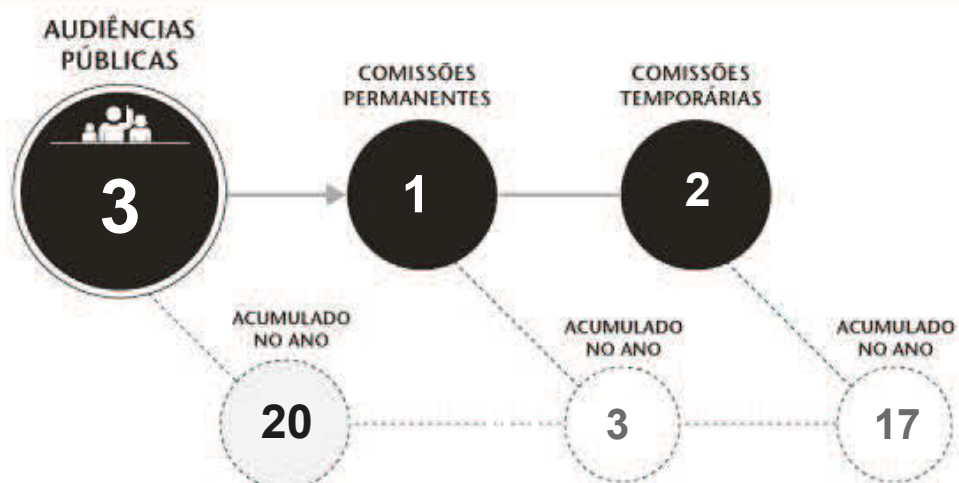 AUDIÊNCIAS
PÚBLICAS
3
COMISSÕES
PERMANENTES
1
COMISSÕES
TEMPORÁRIAS
2
ACUMULADO
NO ANO
20
ACUMULADO
NO ANO
3
ACUMULADO
NO ANO
17